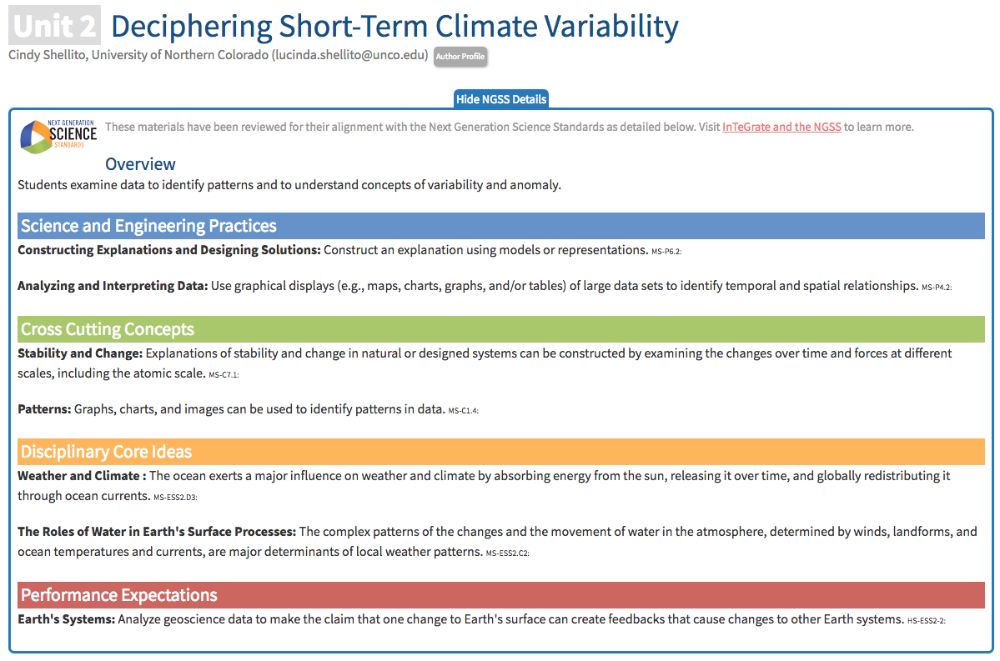 Unit 2 Deciphering Short-Term Climate Variability
Cindy Shellito, University of Northern Colorado (lucinda.shellito@unco.edu) Author Profile
Hide NGSS Details
NEXT GENERATION
SCIENCE
STANDARDS
These materials have been reviewed for their alignment with the Next Generation Science Standards as detailed below. Visit InTeGrate and the NGSS to learn more.
Overview
Students examine data to identify patterns and to understand concepts of variability and anomaly.
Science and Engineering Practices
Constructing Explanations and Designing Solutions: Construct an explanation using models or representations. MS-P6.2:
Analyzing and Interpreting Data: Use graphical displays (e.g., maps, charts, graphs, and/or tables) of large data sets to identify temporal and spatial relationships. MS-P4.2:
Cross Cutting Concepts
Stability and Change: Explanations of stability and change in natural or designed systems can be constructed by examining the changes over time and forces at different
scales, including the atomic scale. MS-C7.1:
Patterns: Graphs, charts, and images can be used to identify patterns in data. MS-C1.4:
Disciplinary Core Ideas
Weather and Climate : The ocean exerts a major influence on weather and climate by absorbing energy from the sun, releasing it over time, and globally redistributing it
through ocean currents. MS-ESS2.D3:
The Roles of Water in Earth's Surface Processes: The complex patterns of the changes and the movement of water in the atmosphere, determined by winds, landforms, and
ocean temperatures and currents, are major determinants of local weather patterns. MS-ESS2.C2:
Performance Expectations
Earth's Systems: Analyze geoscience data to make the claim that one change to Earth's surface can create feedbacks that cause changes to other Earth systems. HS-ESS2-2: